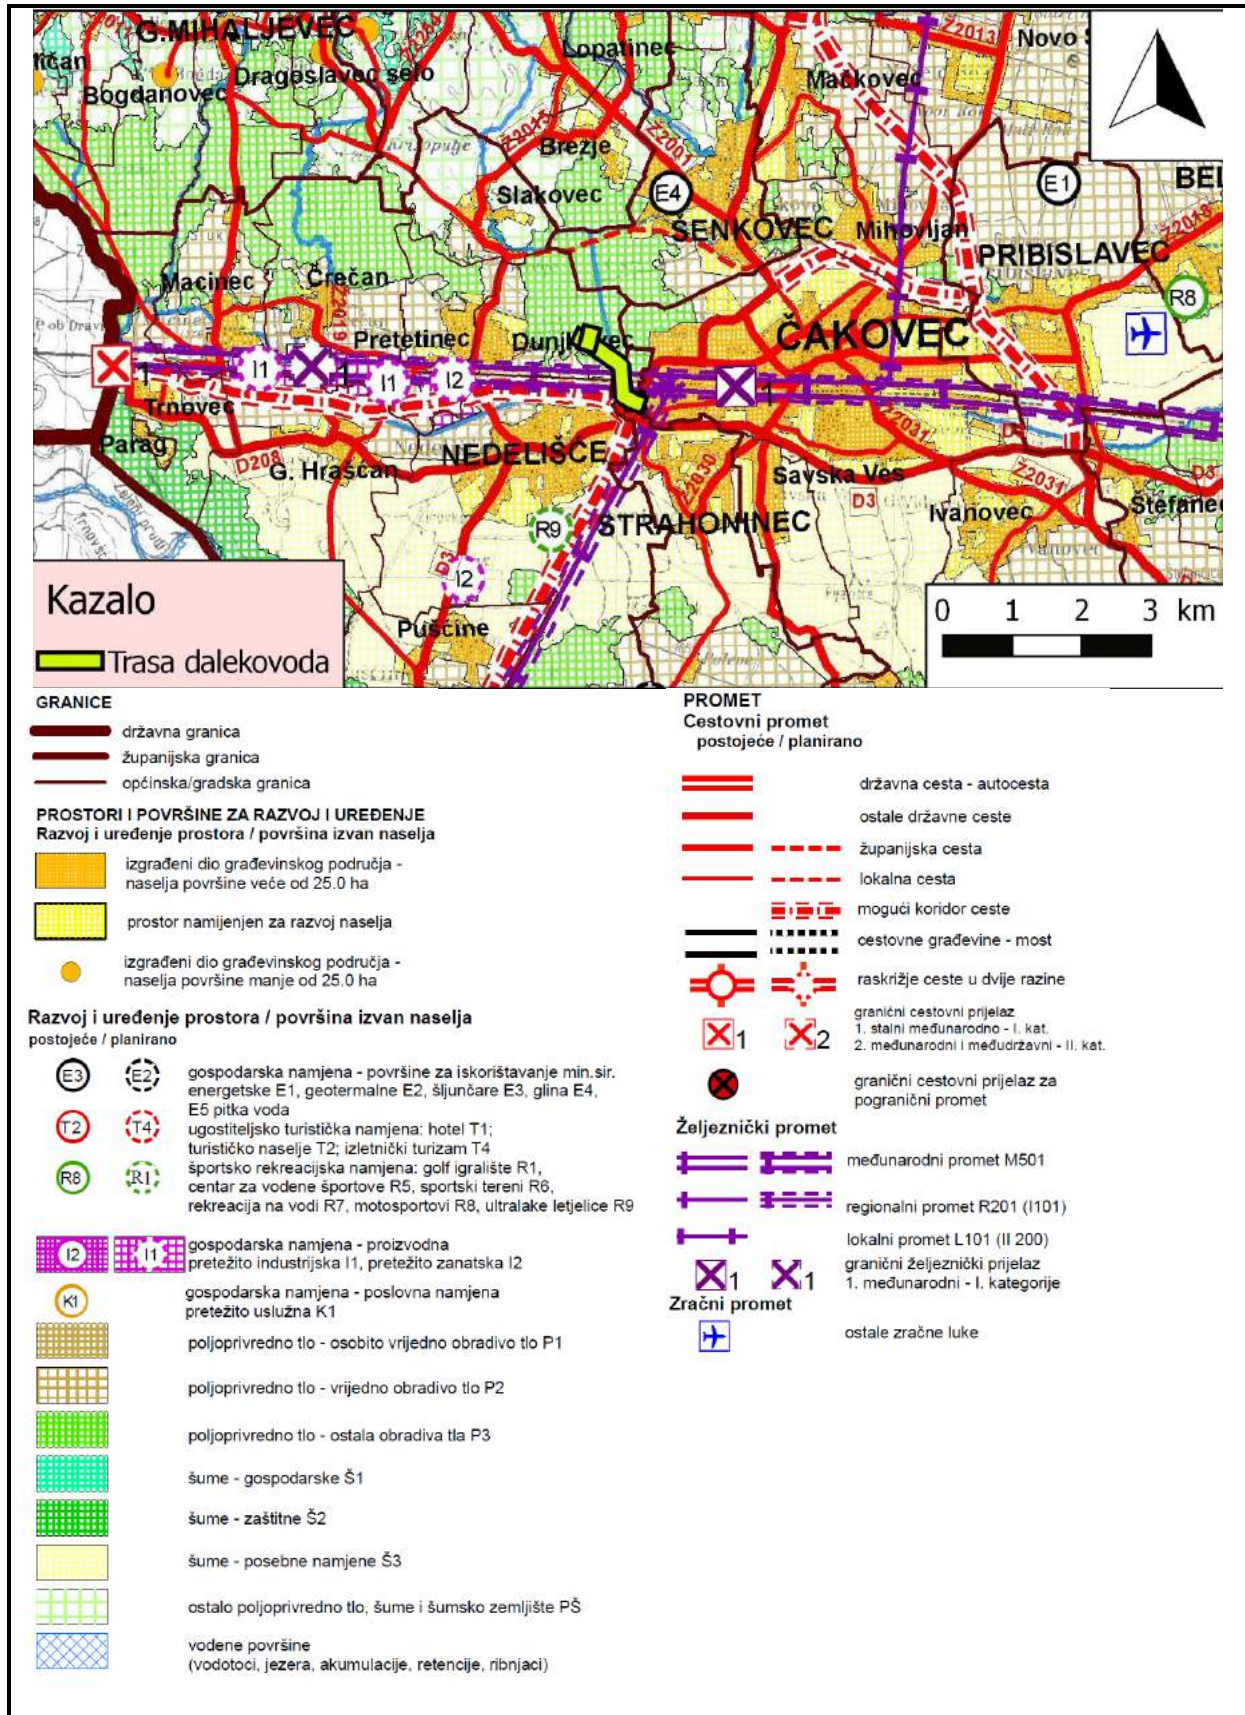 G.MIHALJEVEC
Z2013
Novo
Lopatinec
Dragoslavec selo
Mačkovec
Bogdanovec
Z2001
Z2015
Brezje
E4
E1
Slakovec
ŠENKOVEC
Mihovljan
PRIBISLAVEC
Z2018
R8
Macinec
Črečan
Z2019
Pretetinec
ČAKOVEC
1
I1
1
I1
I2
1
Trnovec
Parag
D208
G. Hrašćan
NEDELIŠĆE
Z2030
Z2031
Savska Ves
D3
Ž2031
D3
Ivanovec
R9
STRAHONINEC
D3
I2
Pušćine
Kazalo
Trasa dalekovoda
0 1 2 3 km
GRANICE
državna granica
županijska granica
općinska/gradska granica
PROSTORI I POVRŠINE ZA RAZVOJ I UREĐENJE
Razvoj i uređenje prostora / površina izvan naselja
izgrađeni dio građevinskog područja -
naselja površine veće od 25.0 ha
prostor namijenjen za razvoj naselja
izgrađeni dio građevinskog područja -
naselja površine manje od 25.0 ha
Razvoj i uređenje prostora / površina izvan naselja
postojeće / planirano
E3 E2 gospodarska namjena - površine za iskorištavanje min.sir.
energetske E1, geotermalne E2, šljunčare E3, glina E4,
E5 pitka voda
T2 T4 ugostiteljsko turistička namjena: hotel T1;
turističko naselje T2; izletnički turizam T4
R8 R1 športsko rekreacijska namjena: golf igralište R1,
centar za vodene športove R5, sportski tereni R6,
rekreacija na vodi R7, motosportovi R8, ultralake letjelice R9
I2 I1 gospodarska namjena - proizvodna
pretežito industrijska I1, pretežito zanatska I2
K1 gospodarska namjena - poslovna namjena
pretežito uslužna K1
poljoprivredno tlo - osobito vrijedno obradivo tlo P1
poljoprivredno tlo - vrijedno obradivo tlo P2
poljoprivredno tlo - ostala obradiva tla P3
šume - gospodarske Š1
šume - zaštitne Š2
šume - posebne namjene Š3
ostalo poljoprivredno tlo, šume i šumsko zemljište PŠ
vodene površine
(vodotoci, jezera, akumulacije, retencije, ribnjaci)
PROMET
Cestovni promet
postojeće / planirano
državna cesta - autocesta
ostale državne ceste
županijska cesta
lokalna cesta
mogući koridor ceste
cestovne građevine - most
raskrižje ceste u dvije razine
1 2 granični cestovni prijelaz
1. stalni međunarodno - I. kat.
2. međunarodni i međudržavni - II. kat.
granični cestovni prijelaz za
pogranični promet
Željeznički promet
međunarodni promet M501
regionalni promet R201 (I101)
lokalni promet L101 (II 200)
1 1 granični željeznički prijelaz
1. međunarodni - I. kategorije
Zračni promet
ostale zračne luke